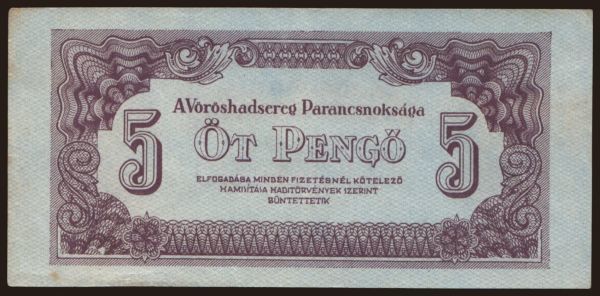 A Vöröshadsereg Parancsnoksága
5 ÖT PENGŐ 5
ELFOGADÁSA MINDEN FIZETÉSNÉL KÖTELEZŐ
HAMISÍTÁSA HADITÖRVÉNYEK SZERINT
BÜNTETTETIK